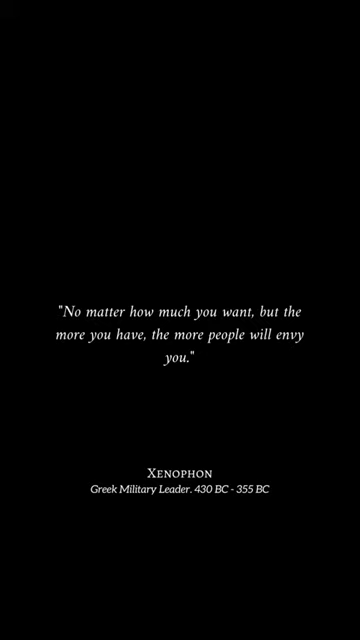 "No matter how much you want, but the
more you have, the more people will envy
you."
XENOPHON
Greek Military Leader. 430 BC - 355 BC